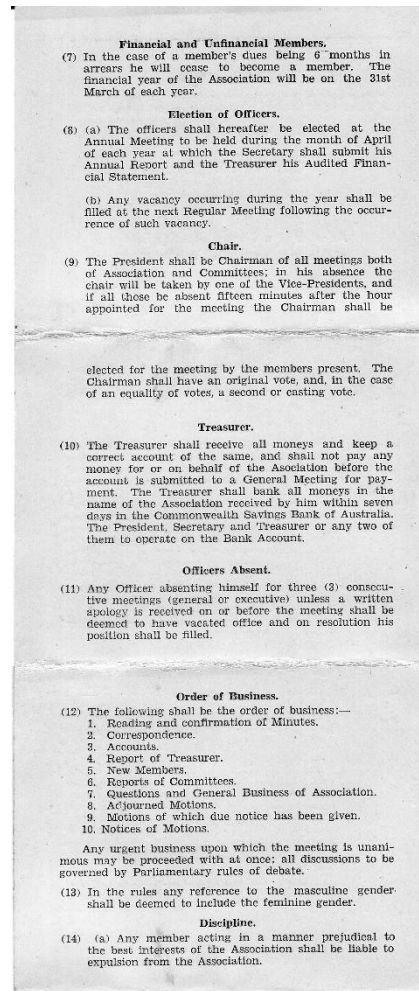 Financial and Unfinancial Members.
(7) In the case of a member's dues being 6 months in
arrears he will cease to become a member. The
financial year of the Association will be on the 31st
March of each year.
Election of Officers.
(8) (a) The officers shall hereafter be elected at the
Annual Meeting to be held during the month of April
of each year at which the Secretary shall submit his
Annual Report and the Treasurer his Audited Finan-
cial Statement.
(b) Any vacancy occurring during the year shall be
filled at the next Regular Meeting following the occur-
rence of such vacancy.
Chair.
(9) The President shall be Chairman of all meetings both
of Association and Committees; in his absence the
chair will be taken by one of the Vice-Presidents, and
if all those be absent fifteen minutes after the hour
appointed for the meeting the Chairman shall be
elected for the meeting by the members present. The
Chairman shall have an original vote, and, in the case
of an equality of votes, a second or casting vote.
Treasurer.
(10) The Treasurer shall receive all moneys and keep a
correct account of the same, and shall not pay any
money for or on behalf of the Asociation before the
account is submitted to a General Meeting for pay-
ment. The Treasurer shall bank all moneys in the
name of the Association received by him within seven
days in the Commonwealth Savings Bank of Australia.
The President, Secretary and Treasurer or any two of
them to operate on the Bank Account.
Officers Absent.
(11) Any Officer absenting himself for three (3) consecu-
tive meetings (general or executive) unless a written
apology is received on or before the meeting shall be
deemed to have vacated office and on resolution his
position shall be filled.
Order of Business.
(12) The following shall be the order of business:—
1. Reading and confirmation of Minutes.
2. Correspondence.
3. Accounts.
4. Report of Treasurer.
5. New Members.
6. Reports of Committees.
7. Questions and General Business of Association.
8. Adjourned Motions.
9. Motions of which due notice has been given.
10. Notices of Motions.
Any urgent business upon which the meeting is unani-
mous may be proceeded with at once; all discussions to be
governed by Parliamentary rules of debate.
(13) In the rules any reference to the masculine gender
shall be deemed to include the feminine gender.
Discipline.
(14) (a) Any member acting in a manner prejudical to
the best interests of the Association shall be liable to
expulsion from the Association.